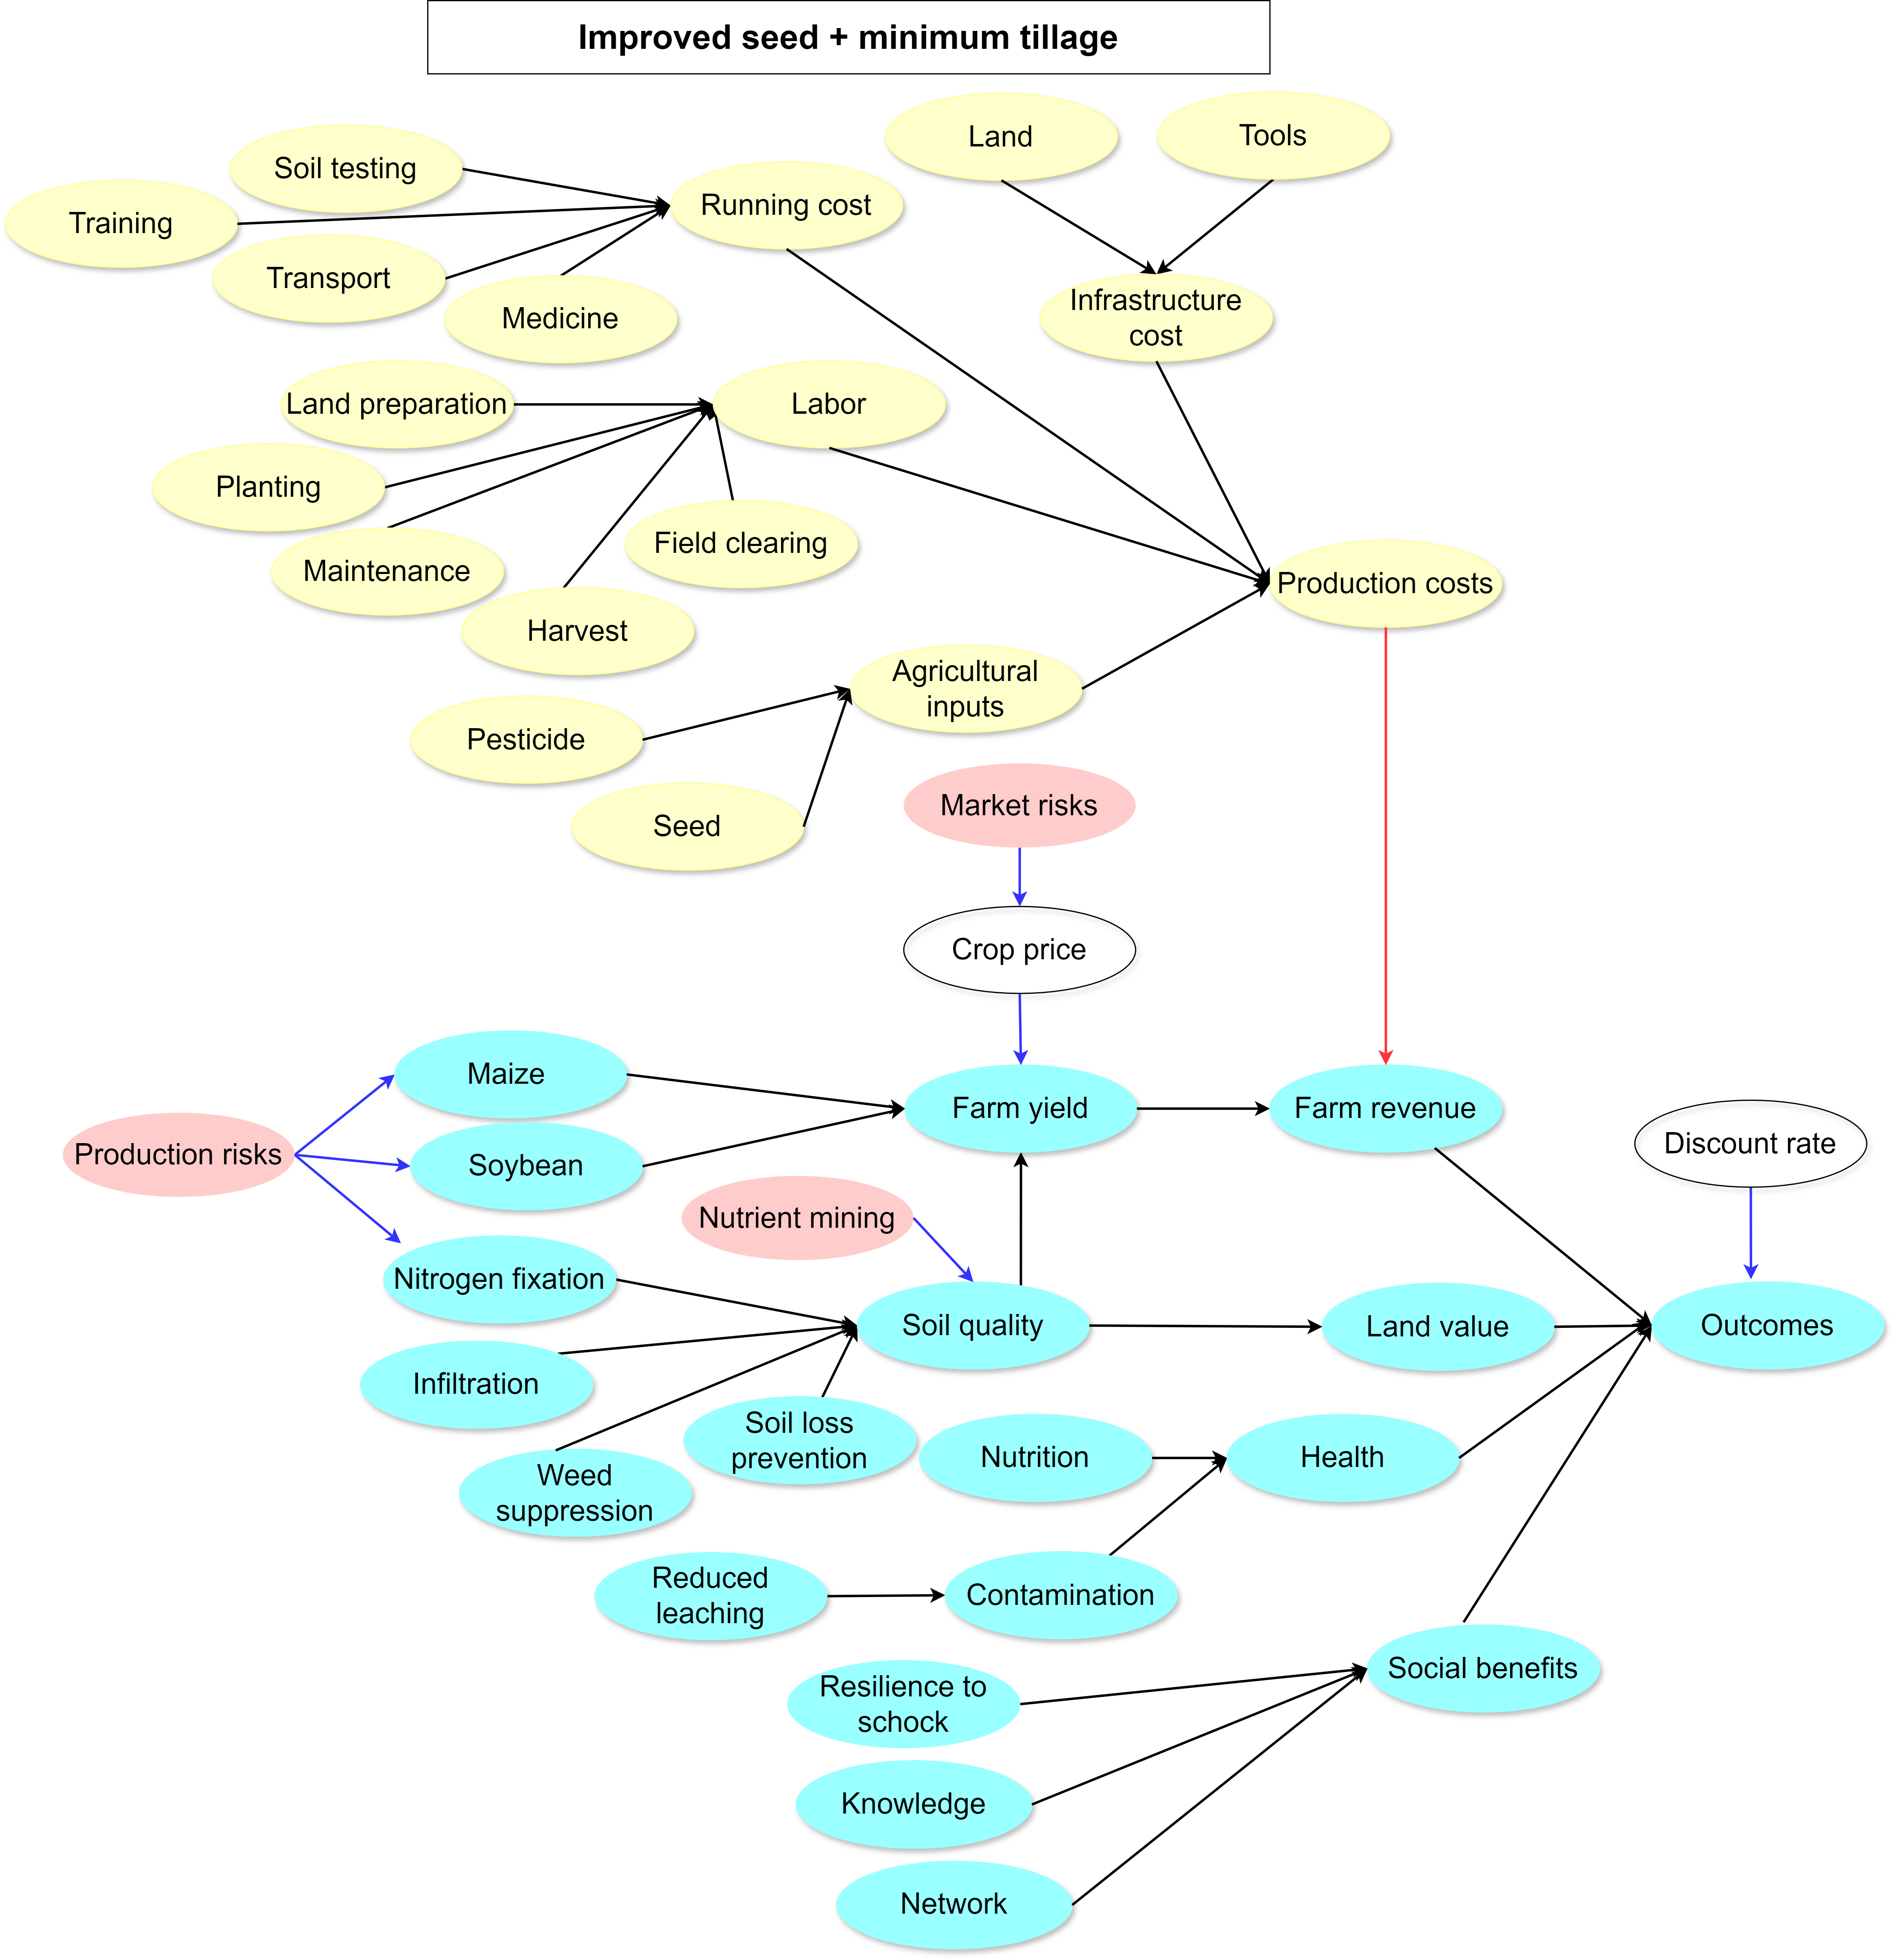 Improved seed + minimum tillage
Land
Tools
Soil testing
Running cost
Training
Transport
Medicine
Infrastructure
cost
Land preparation
Labor
Planting
Field clearing
Maintenance
Production costs
Harvest
Agricultural
inputs
Pesticide
Seed
Market risks
Crop price
Maize
Farm yield
Farm revenue
Discount rate
Production risks
Soybean
Nutrient mining
Nitrogen fixation
Soil quality
Land value
Outcomes
Infiltration
Soil loss
prevention
Nutrition
Health
Weed
suppression
Reduced
leaching
Contamination
Social benefits
Resilience to
schock
Knowledge
Network